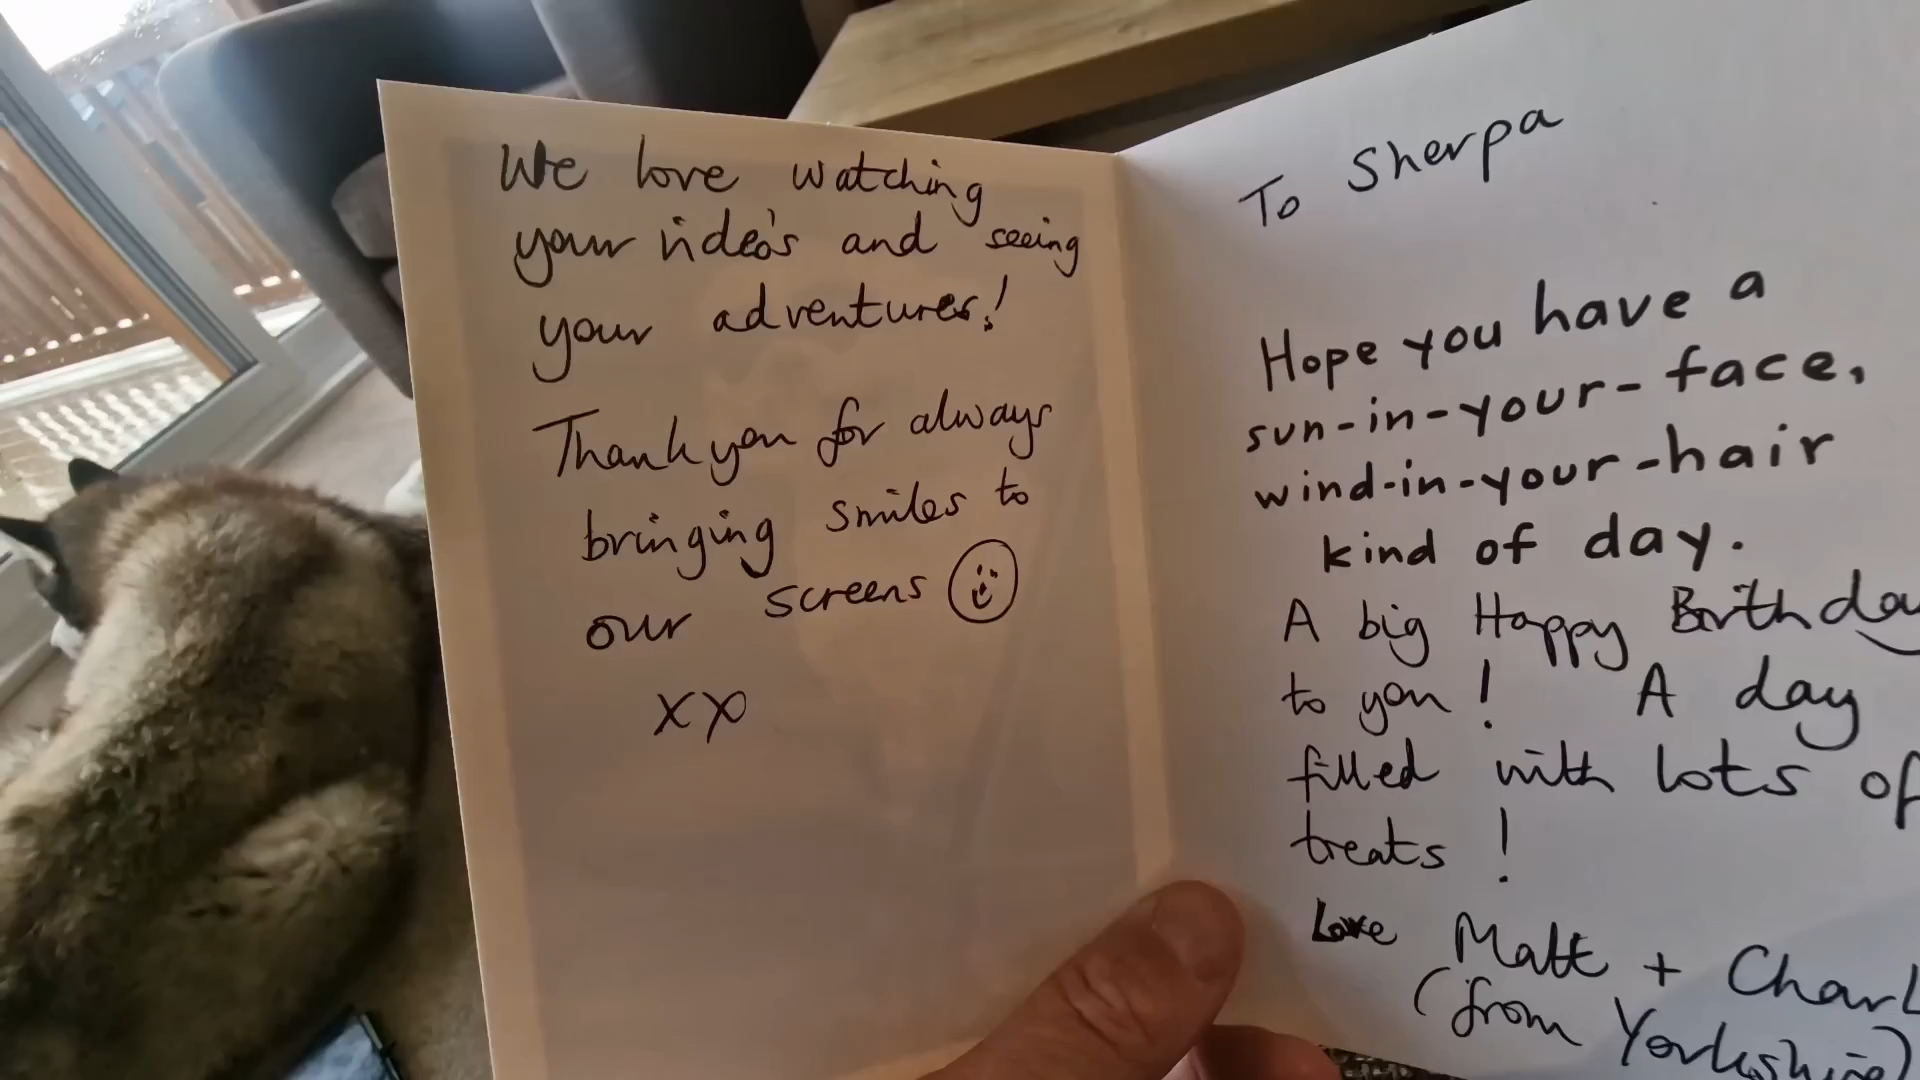 We love watching
your video's and seeing
your adventures!
Thank you for always
bringing smiles to
our screens
xx
To Sherpa
Hope you have a
sun-in-your-face,
wind-in-your-hair
kind of day.
A big Happy Birthday
to you! A day
filled with lots of
treats!
Love Matt + Charl
(from Yorkshire)